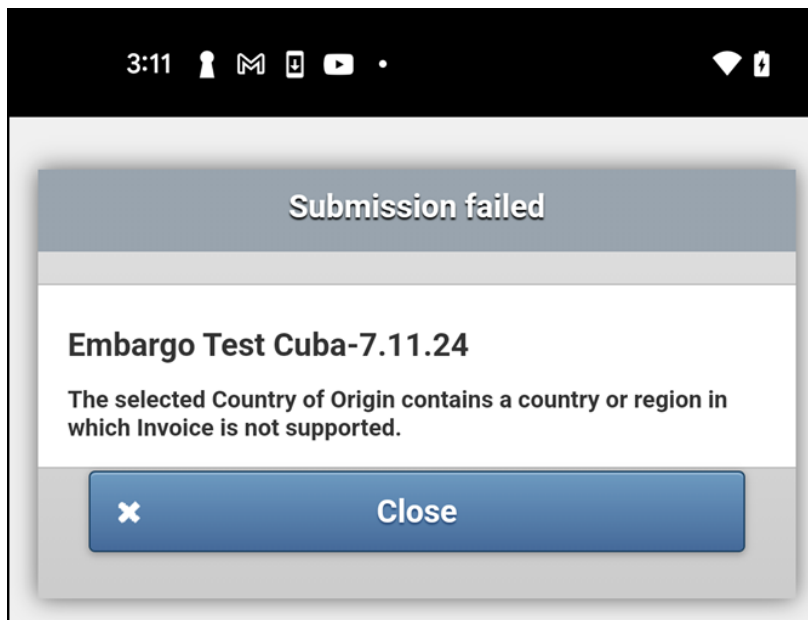 3:11
Submission failed
Embargo Test Cuba-7.11.24
The selected Country of Origin contains a country or region in
which Invoice is not supported.
Close